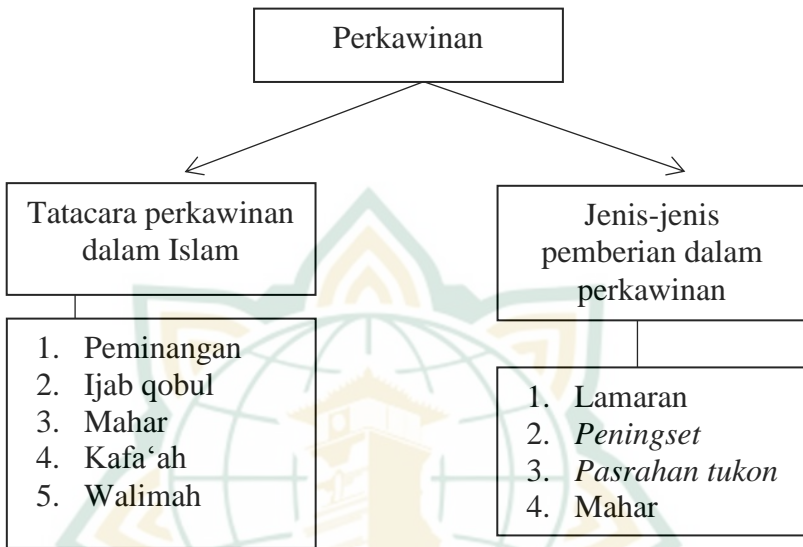 Perkawinan
Tatacara perkawinan
dalam Islam
1. Peminangan
2. Ijab qobul
3. Mahar
4. Kafa‘ah
5. Walimah
Jenis-jenis
pemberian dalam
perkawinan
1. Lamaran
2. Peningset
3. Pasrahan tukon
4. Mahar